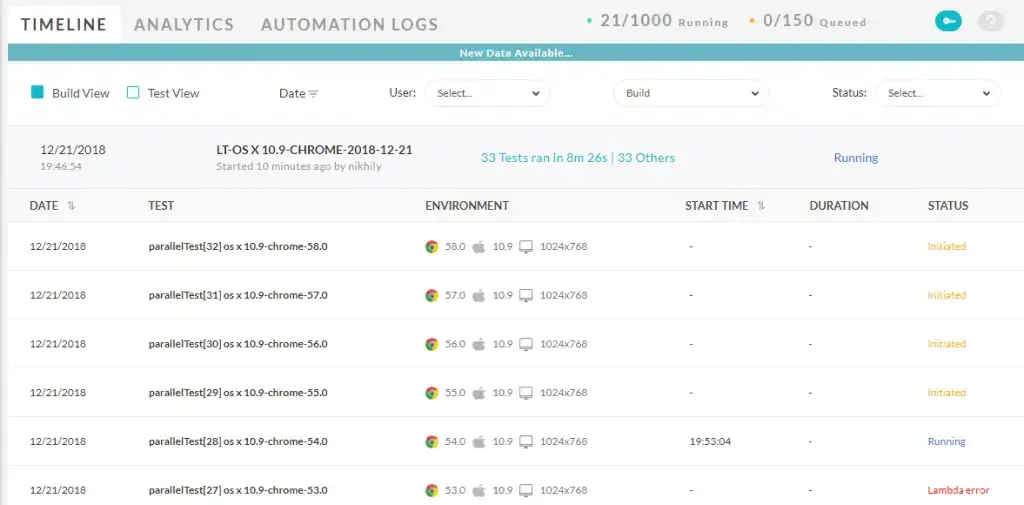 TIMELINE ANALYTICS AUTOMATION LOGS 21/1000 Running 0/150 Queued ?
New Data Available...
Build View Test View Date User: Select... Build Status: Select...
12/21/2018 LT-OS X 10.9-CHROME-2018-12-21 33 Tests ran in 8m 26s | 33 Others Running
19:46:54 Started 10 minutes ago by nikhily
DATE TEST ENVIRONMENT START TIME DURATION STATUS
12/21/2018 parallelTest[32] os x 10.9-chrome-58.0 58.0 10.9 1024x768 - - Initiated
12/21/2018 parallelTest[31] os x 10.9-chrome-57.0 57.0 10.9 1024x768 - - Initiated
12/21/2018 parallelTest[30] os x 10.9-chrome-56.0 56.0 10.9 1024x768 - - Initiated
12/21/2018 parallelTest[29] os x 10.9-chrome-55.0 55.0 10.9 1024x768 - - Initiated
12/21/2018 parallelTest[28] os x 10.9-chrome-54.0 54.0 10.9 1024x768 19:53:04 - Running
12/21/2018 parallelTest[27] os x 10.9-chrome-53.0 53.0 10.9 1024x768 - - Lambda error